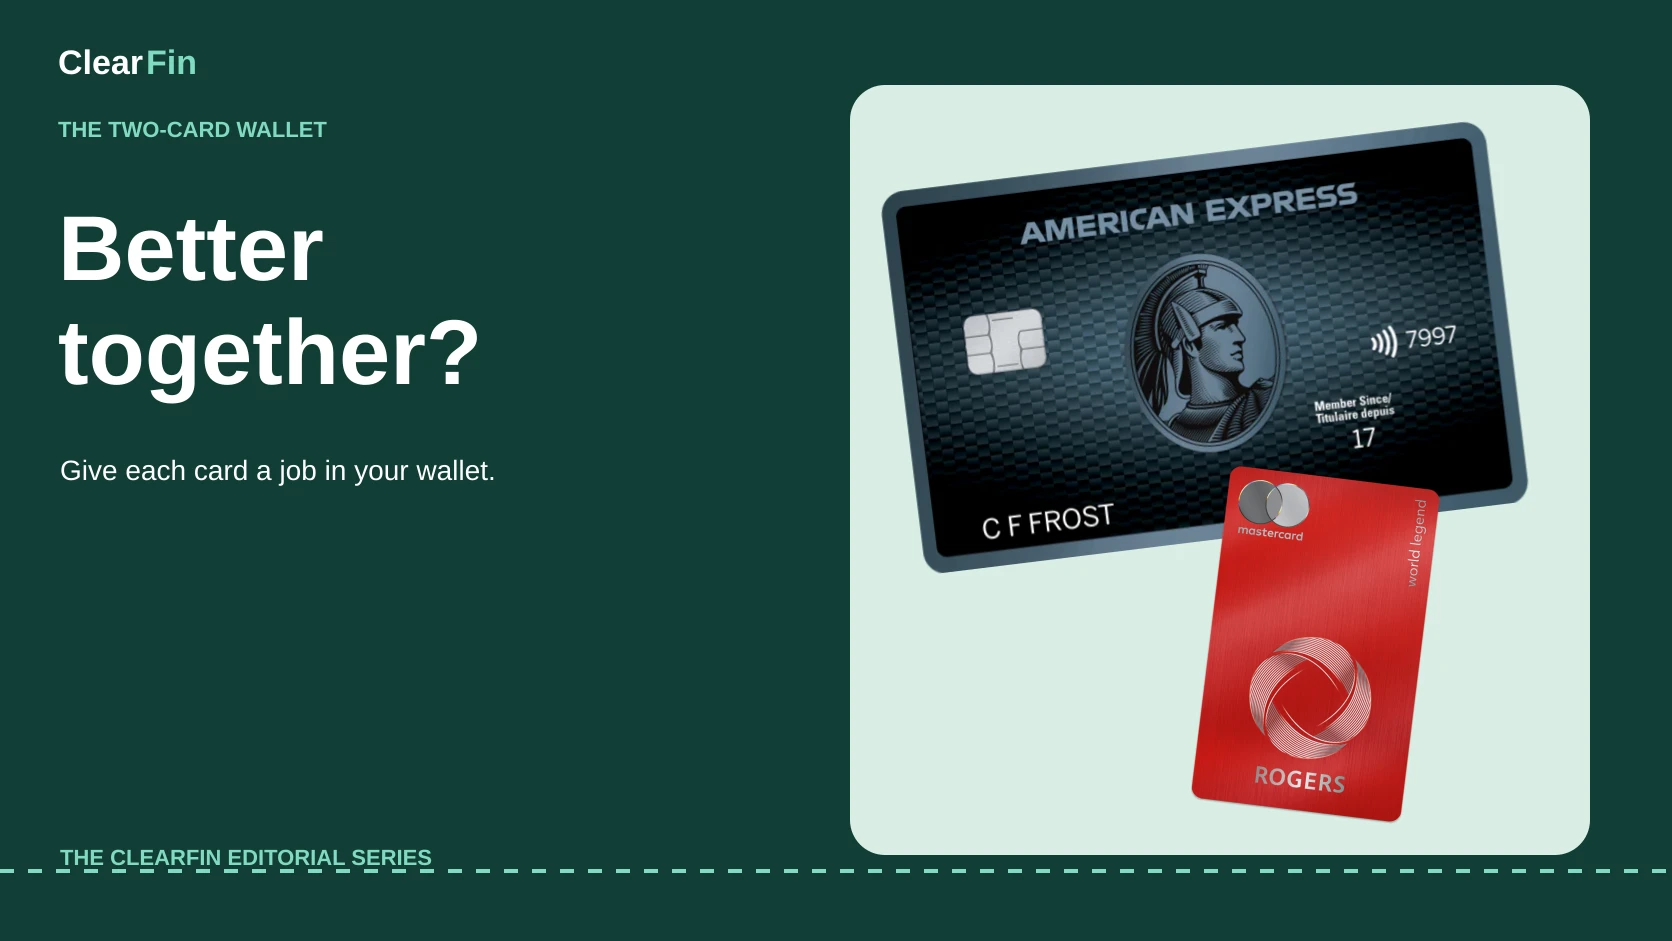 ClearFin
THE TWO-CARD WALLET
Better
together?
Give each card a job in your wallet.
THE CLEARFIN EDITORIAL SERIES
AMERICAN EXPRESS
7997
Member Since/
Titulaire depuis
17
C F FROST
mastercard
world legend
ROGERS